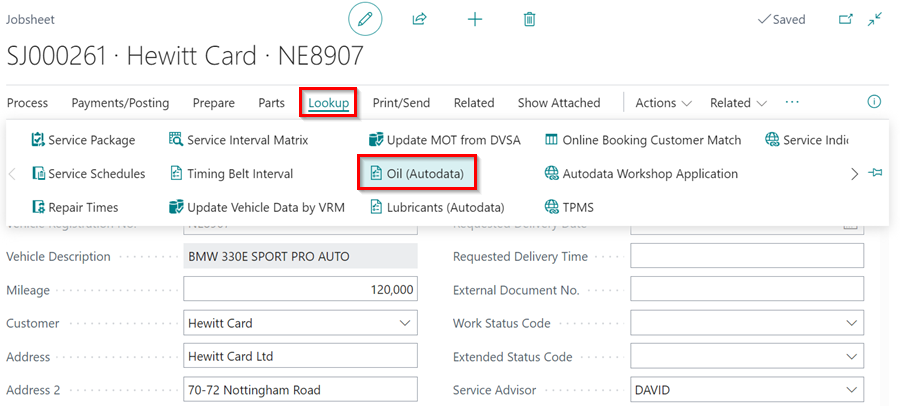 Jobsheet
Saved
SJ000261 · Hewitt Card · NE8907
Process Payments/Posting Prepare Parts Lookup Print/Send Related Show Attached Actions Related ...
Service Package Service Interval Matrix Update MOT from DVSA Online Booking Customer Match Service Indi
Service Schedules Timing Belt Interval Oil (Autodata) Autodata Workshop Application
Repair Times Update Vehicle Data by VRM Lubricants (Autodata) TPMS
Vehicle Registration No. NE8907 Requested Delivery Date
Vehicle Description BMW 330E SPORT PRO AUTO Requested Delivery Time
Mileage 120,000 External Document No.
Customer Hewitt Card Work Status Code
Address Hewitt Card Ltd Extended Status Code
Address 2 70-72 Nottingham Road Service Advisor DAVID